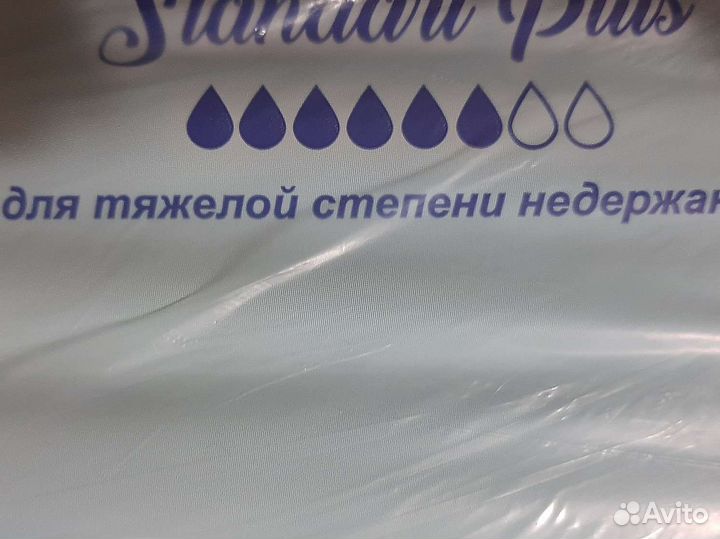 Standard Plus
для тяжелой степени недержан
Avito